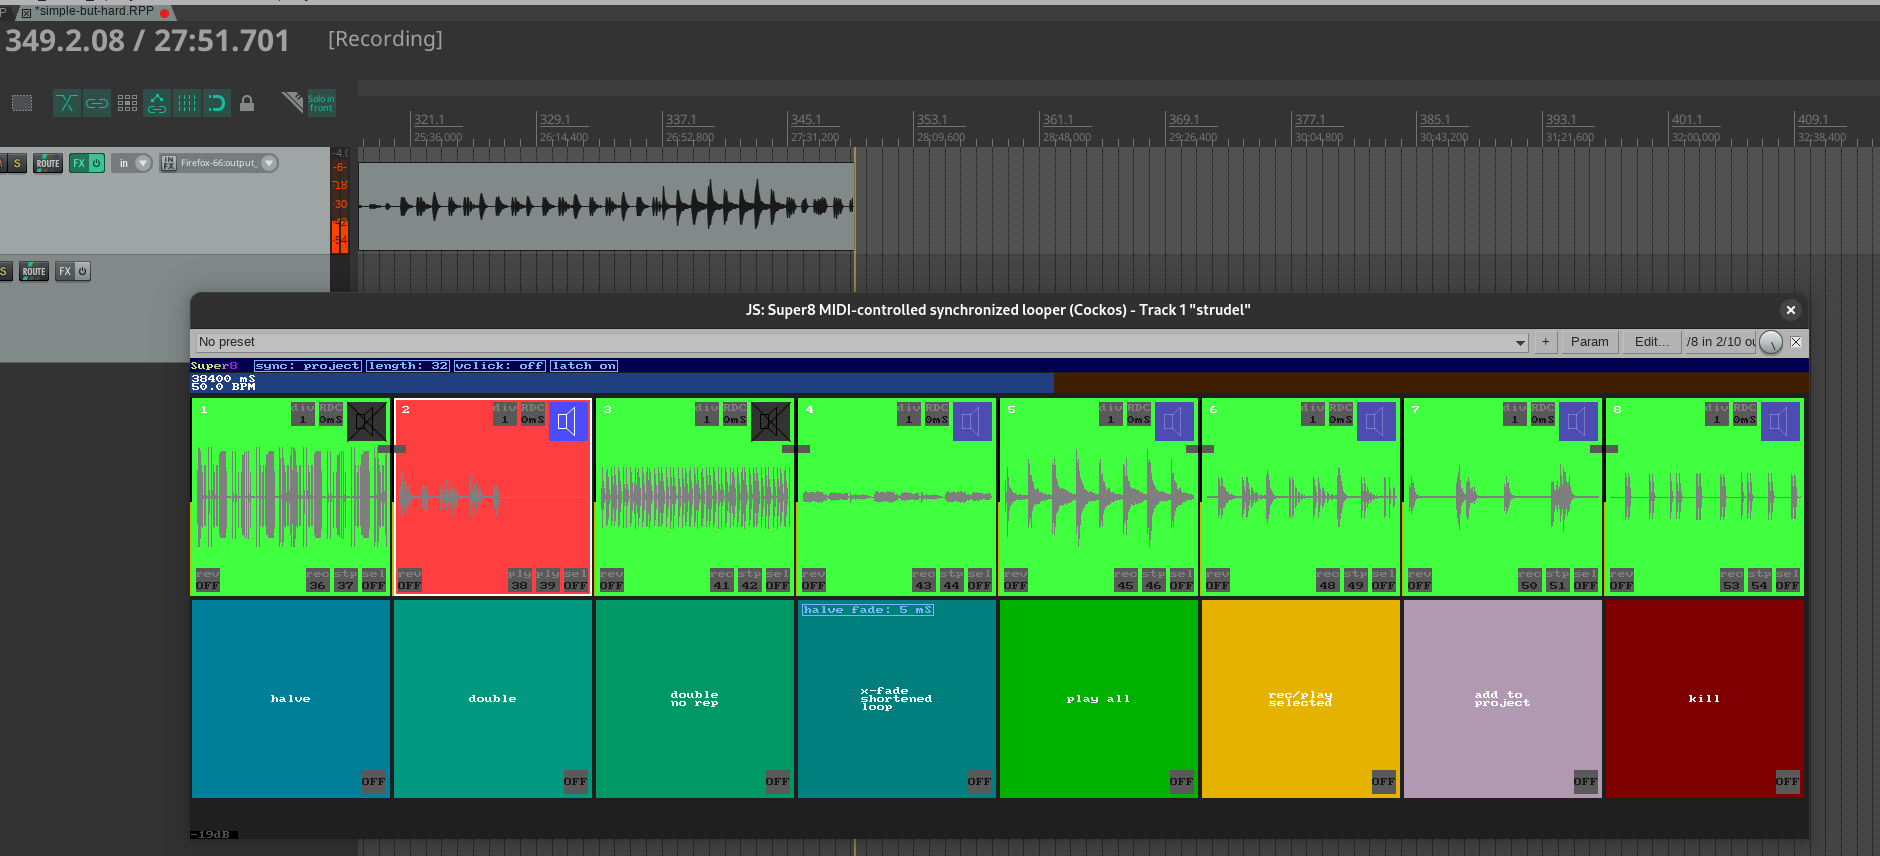 *simple-but-hard.RPP
349.2.08 / 27:51.701 [Recording]
Solo in front
321.1 329.1 337.1 345.1 353.1 361.1 369.1 377.1 385.1 393.1 401.1 409.1
25:36.000 26:14.400 26:52.800 27:31.200 28:09.600 28:48.000 29:26.400 30:04.800 30:43.200 31:21.600 32:00.000 32:38.400
S ROUTE FX in IN FX Firefox-66:output_
-6-
-18-
-30-
-42-
-54-
S ROUTE FX
JS: Super8 MIDI-controlled synchronized looper (Cockos) - Track 1 "strudel"
No preset + Param Edit... /8 in 2/10 ou
Super8 sync: project length: 32 vclick: off latch on
38400 mS
50.0 BPM
1 div RDC 2 div RDC 3 div RDC 4 div RDC 5 div RDC 6 div RDC 7 div RDC 8 div RDC
1 0mS 1 0mS 1 0mS 1 0mS 1 0mS 1 0mS 1 0mS 1 0mS
rev rec stp sel rev ply ply sel rev rec stp sel rev rec stp sel rev rec stp sel rev rec stp sel rev rec stp sel rev rec stp sel
OFF 36 37 OFF OFF 38 39 OFF OFF 41 42 OFF OFF 43 44 OFF OFF 45 46 OFF OFF 48 49 OFF OFF 50 51 OFF OFF 53 54 OFF
halve fade: 5 mS
halve
double
double
no rep
x-fade
shortened
loop
play all
rec/play
selected
add to
project
kill
OFF OFF OFF OFF OFF OFF OFF OFF
-19dB